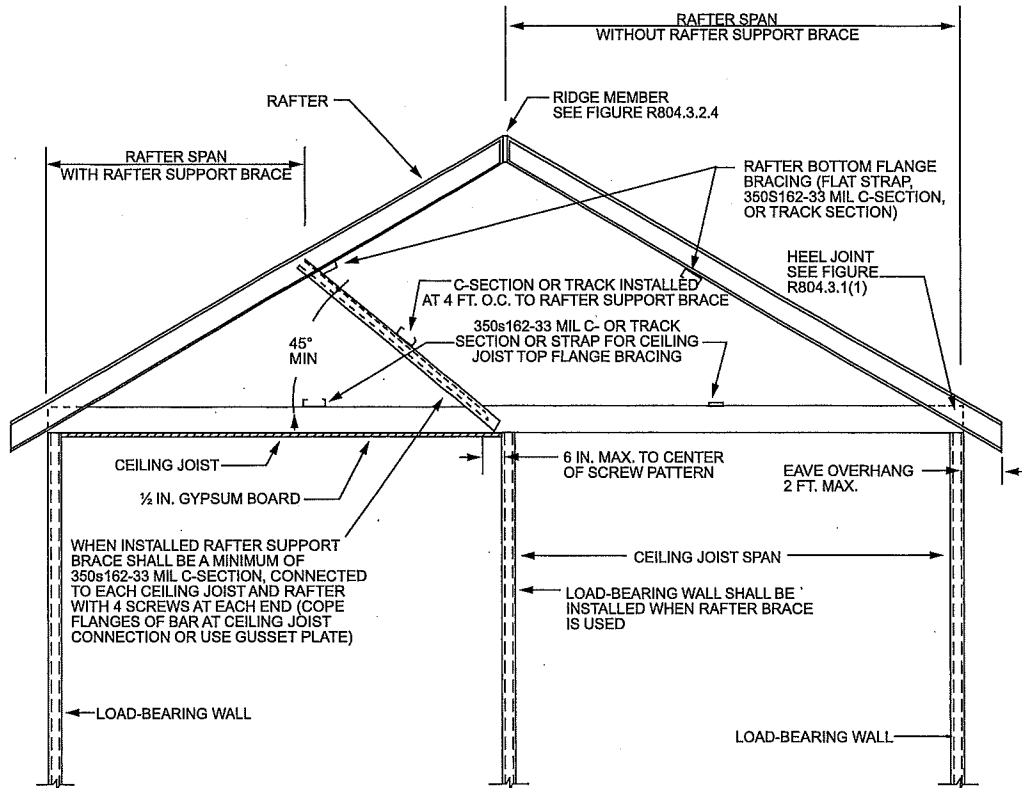 RAFTER SPAN
WITHOUT RAFTER SUPPORT BRACE
RAFTER
RIDGE MEMBER
SEE FIGURE R804.3.2.4
RAFTER SPAN
WITH RAFTER SUPPORT BRACE
RAFTER BOTTOM FLANGE
BRACING (FLAT STRAP,
350S162-33 MIL C-SECTION,
OR TRACK SECTION)
HEEL JOINT
SEE FIGURE
R804.3.1(1)
C-SECTION OR TRACK INSTALLED
AT 4 FT. O.C. TO RAFTER SUPPORT BRACE
350s162-33 MIL C- OR TRACK
SECTION OR STRAP FOR CEILING
JOIST TOP FLANGE BRACING
45°
MIN
CEILING JOIST
½ IN. GYPSUM BOARD
6 IN. MAX. TO CENTER
OF SCREW PATTERN
EAVE OVERHANG
2 FT. MAX.
WHEN INSTALLED RAFTER SUPPORT
BRACE SHALL BE A MINIMUM OF
350s162-33 MIL C-SECTION, CONNECTED
TO EACH CEILING JOIST AND RAFTER
WITH 4 SCREWS AT EACH END (COPE
FLANGES OF BAR AT CEILING JOIST
CONNECTION OR USE GUSSET PLATE)
CEILING JOIST SPAN
LOAD-BEARING WALL SHALL BE
INSTALLED WHEN RAFTER BRACE
IS USED
LOAD-BEARING WALL
LOAD-BEARING WALL